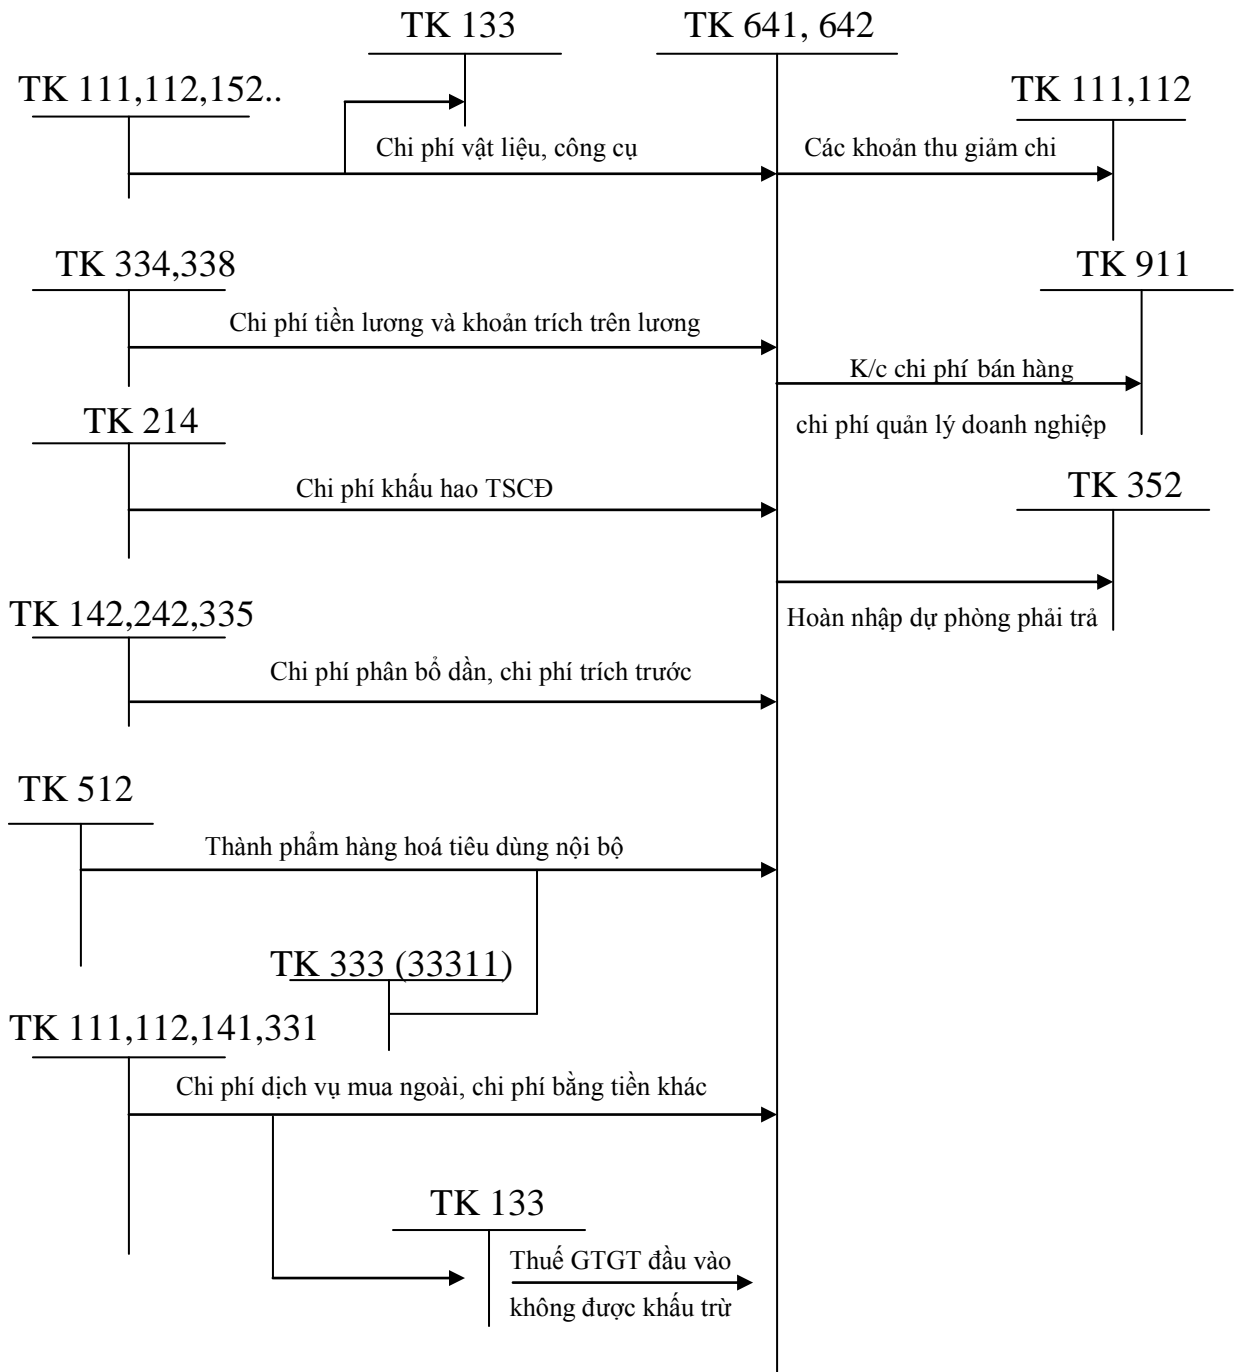 TK 133
TK 641, 642
TK 111,112,152..
TK 111,112
Chi phí vật liệu, công cụ
Các khoản thu giảm chi
TK 334,338
TK 911
Chi phí tiền lương và khoản trích trên lương
K/c chi phí bán hàng
chi phí quản lý doanh nghiệp
TK 214
Chi phí khấu hao TSCĐ
TK 352
Hoàn nhập dự phòng phải trả
TK 142,242,335
Chi phí phân bổ dần, chi phí trích trước
TK 512
Thành phẩm hàng hoá tiêu dùng nội bộ
TK 333 (33311)
TK 111,112,141,331
Chi phí dịch vụ mua ngoài, chi phí bằng tiền khác
TK 133
Thuế GTGT đầu vào
không được khấu trừ